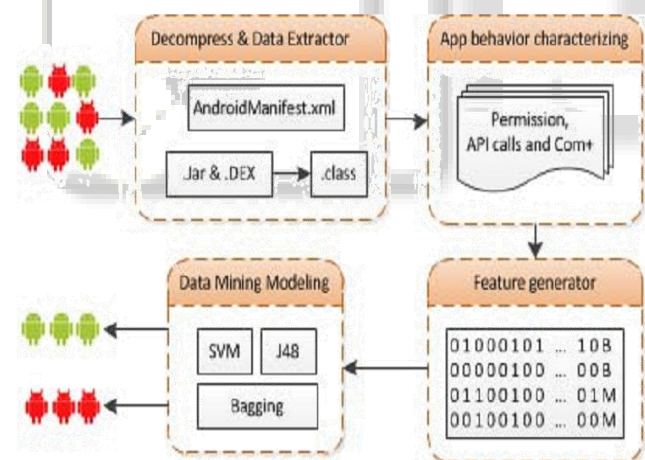 Decompress & Data Extractor
AndroidManifest.xml
.Jar & .DEX
.class
App behavior characterizing
Permission,
API calls and Com+
Feature generator
01000101 ... 10B
00000100 ... 00B
01100100 ... 01M
00100100 ... 00M
Data Mining Modeling
SVM
J48
Bagging